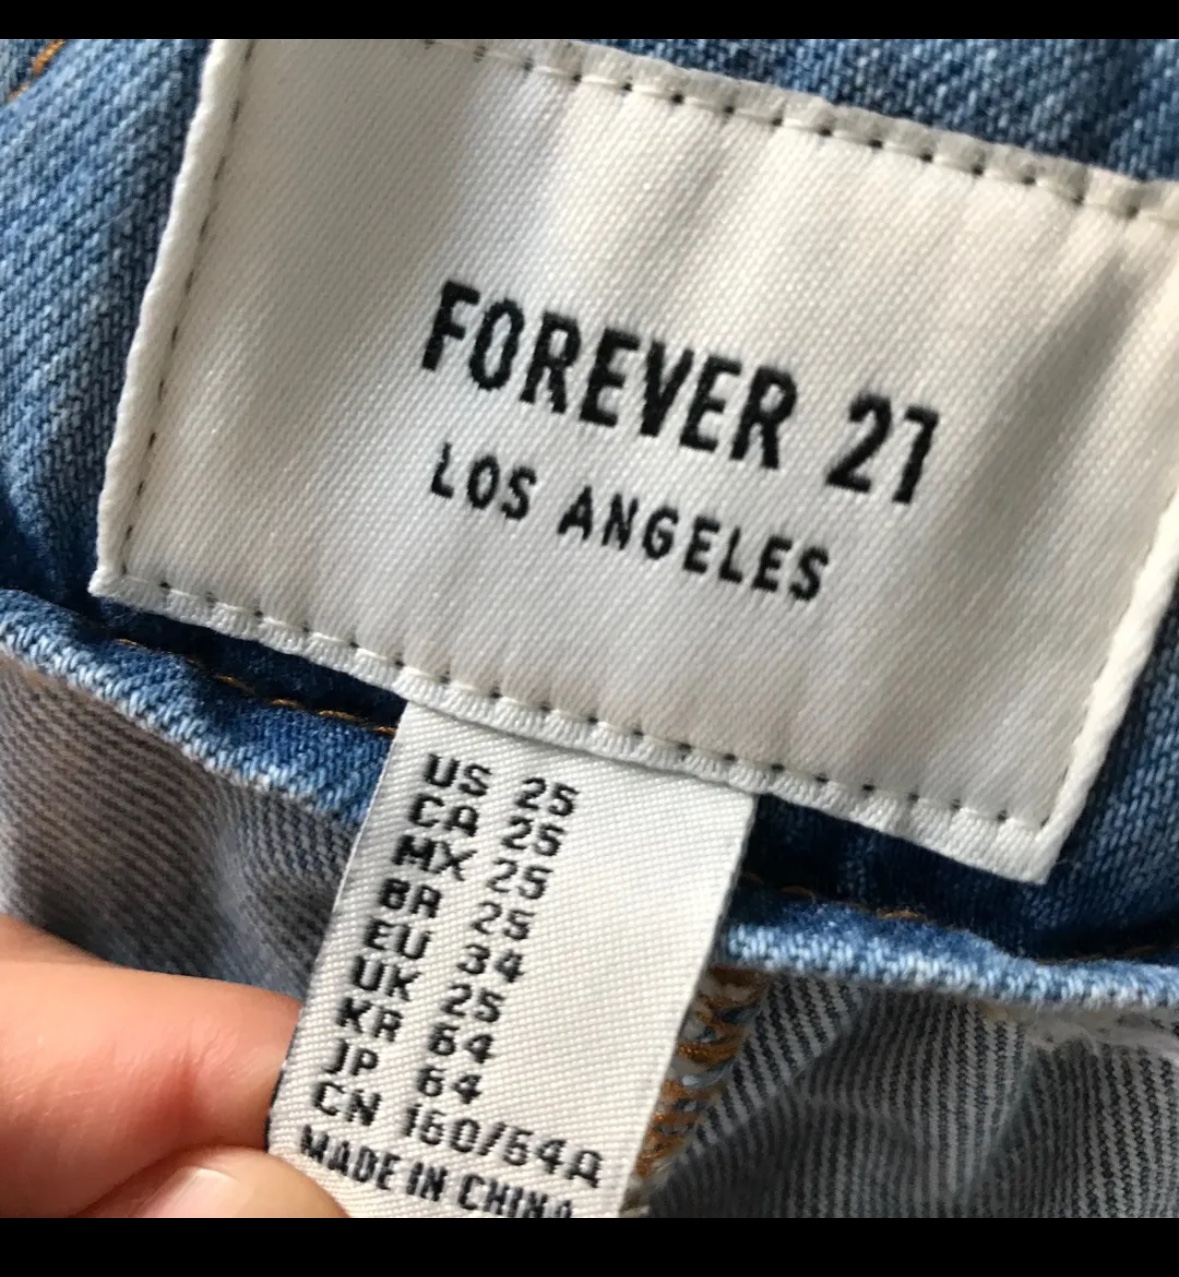 FOREVER 21
LOS ANGELES
US 25
CA 25
MX 25
BR 25
EU 34
UK 25
KR 64
JP 64
CN 160/64A
MADE IN CHINA